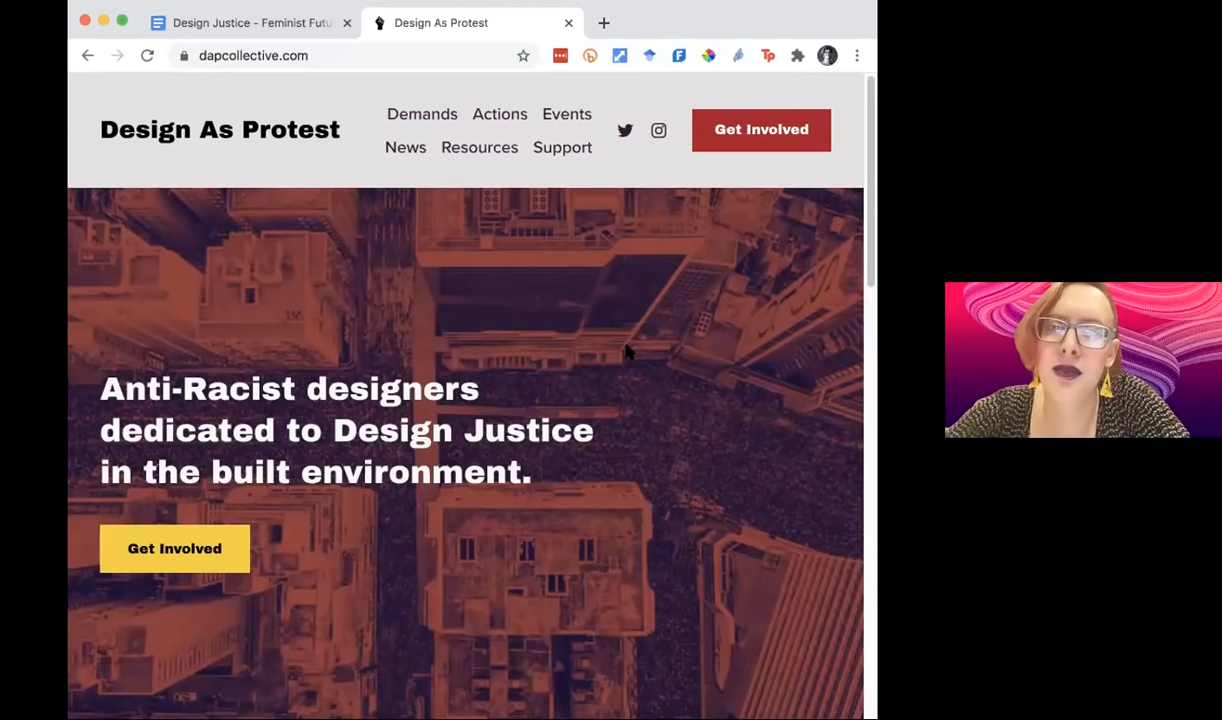 Design Justice - Feminist Futu
Design As Protest
dapcollective.com
Design As Protest
Demands Actions Events
News Resources Support
Get Involved
Anti-Racist designers
dedicated to Design Justice
in the built environment.
Get Involved